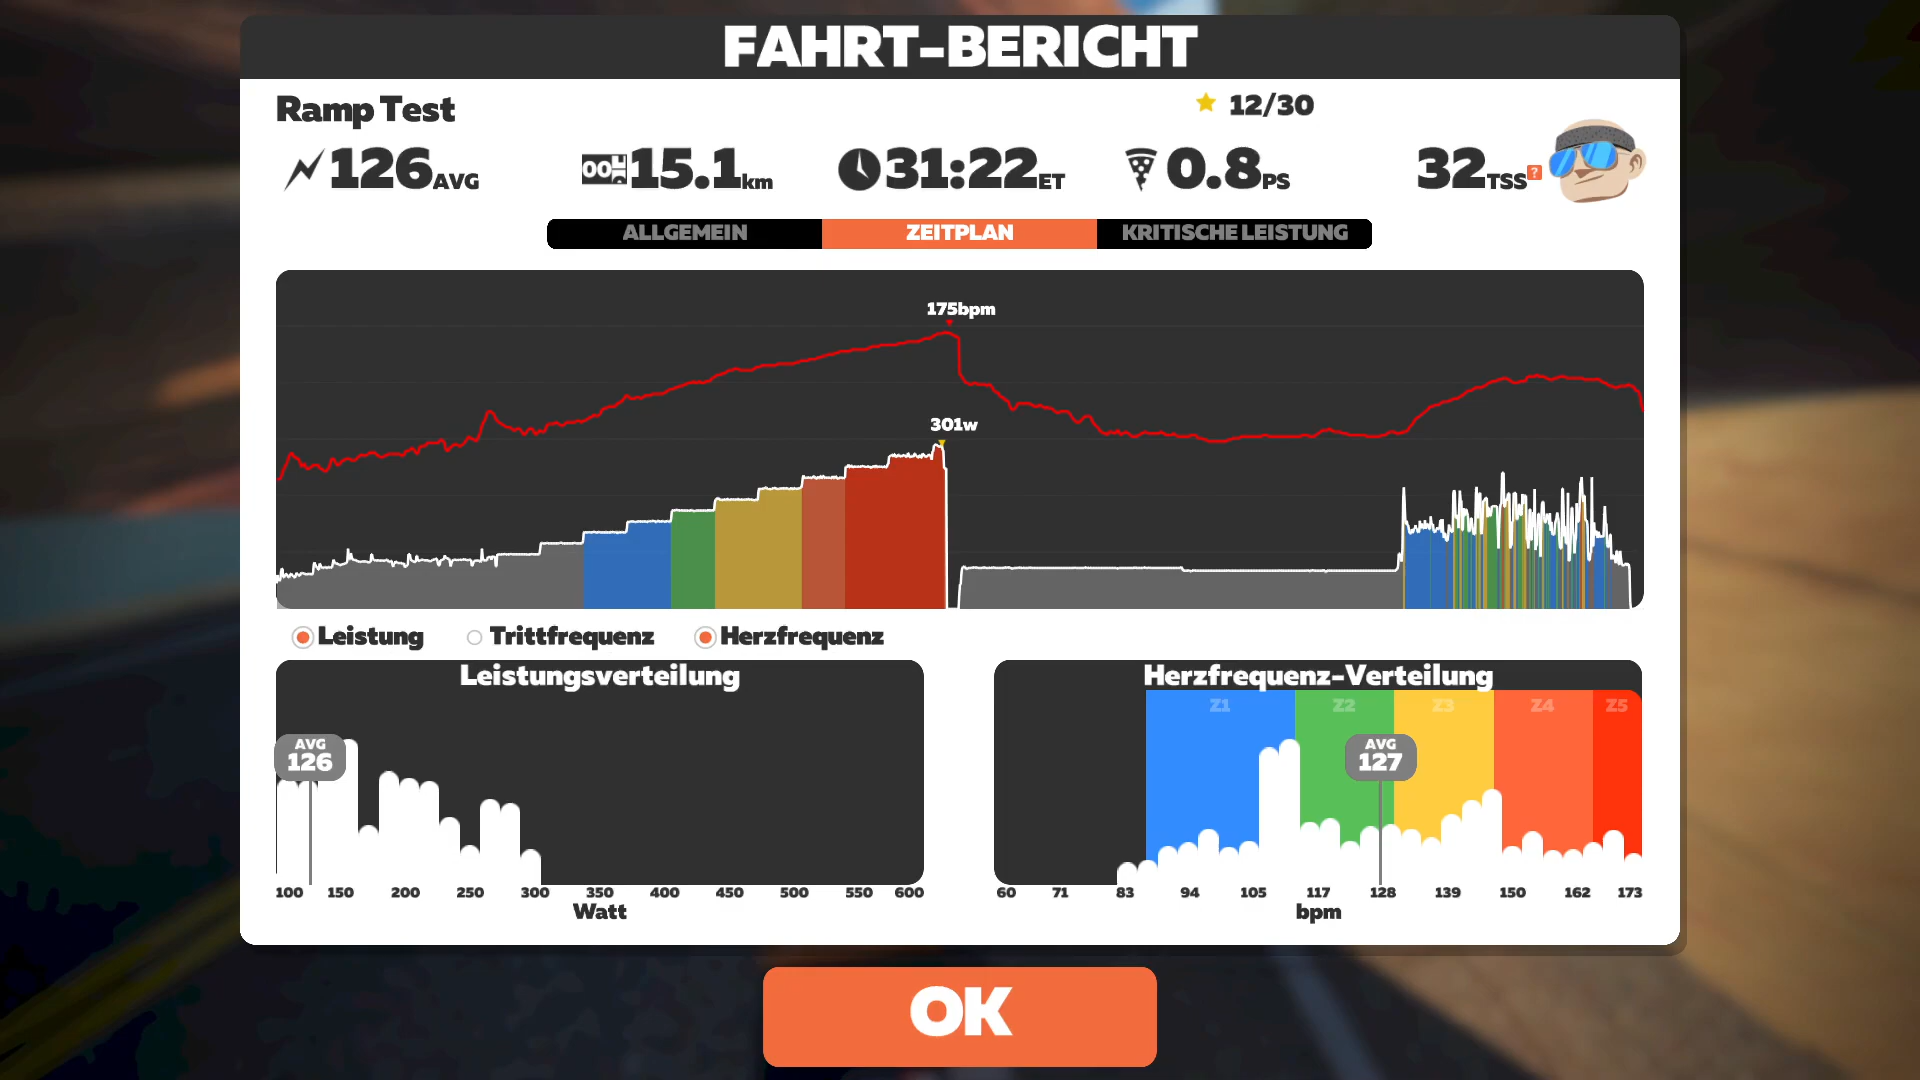 FAHRT-BERICHT
Ramp Test
12/30
126AVG
15.1km
31:22ET
0.8PS
32TSS?
ALLGEMEIN
ZEITPLAN
KRITISCHE LEISTUNG
175bpm
301w
Leistung
Trittfrequenz
Herzfrequenz
Leistungsverteilung
AVG
126
100 150 200 250 300 350 400 450 500 550 600
Watt
Herzfrequenz-Verteilung
Z1 Z2 Z3 Z4 Z5
AVG
127
60 71 83 94 105 117 128 139 150 162 173
bpm
OK